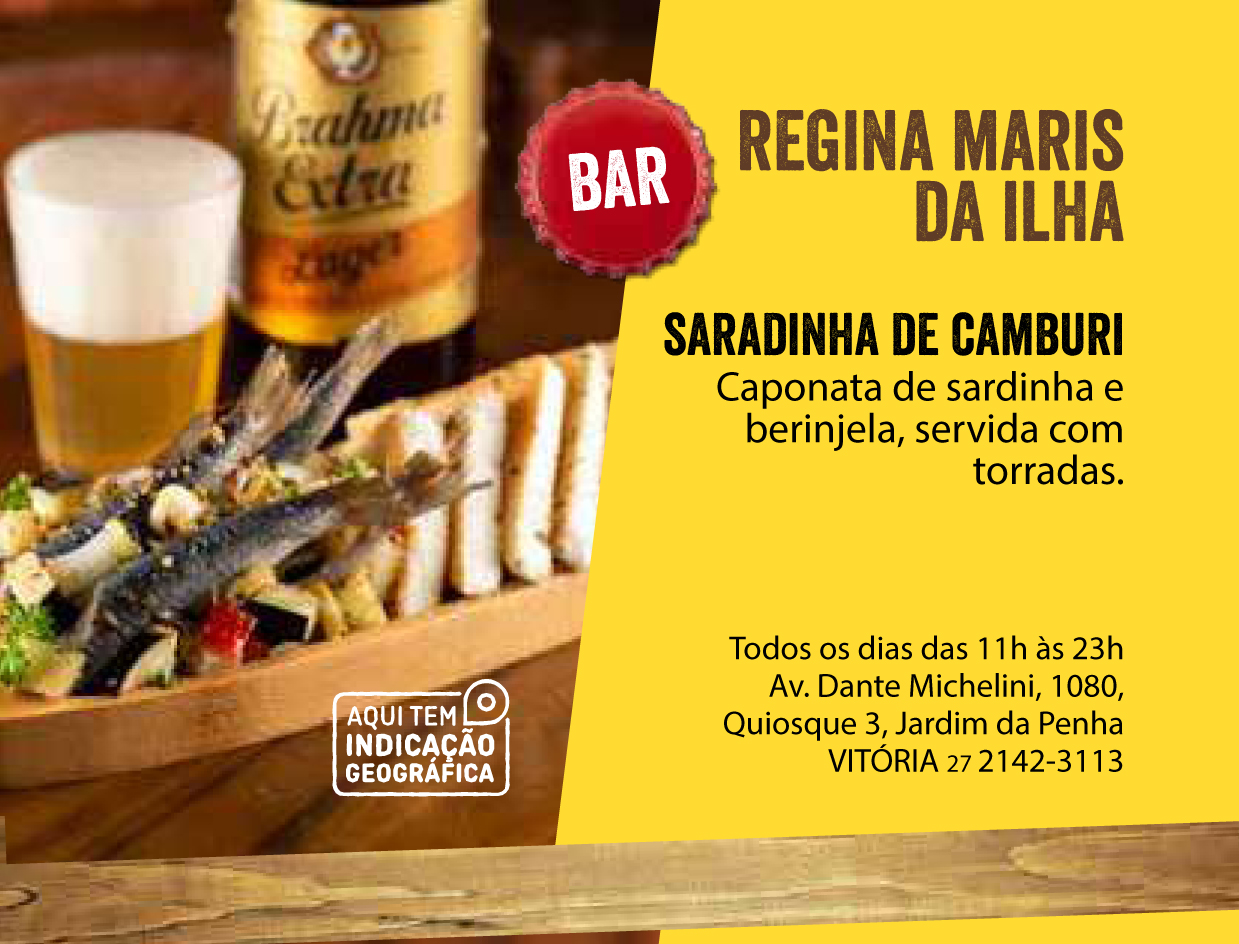 Brahma
Extra
Lager
BAR
REGINA MARIS
DA ILHA
SARADINHA DE CAMBURI
Caponata de sardinha e
berinjela, servida com
torradas.
Todos os dias das 11h às 23h
Av. Dante Michelini, 1080,
Quiosque 3, Jardim da Penha
VITÓRIA 27 2142-3113
AQUI TEM
INDICAÇÃO
GEOGRÁFICA